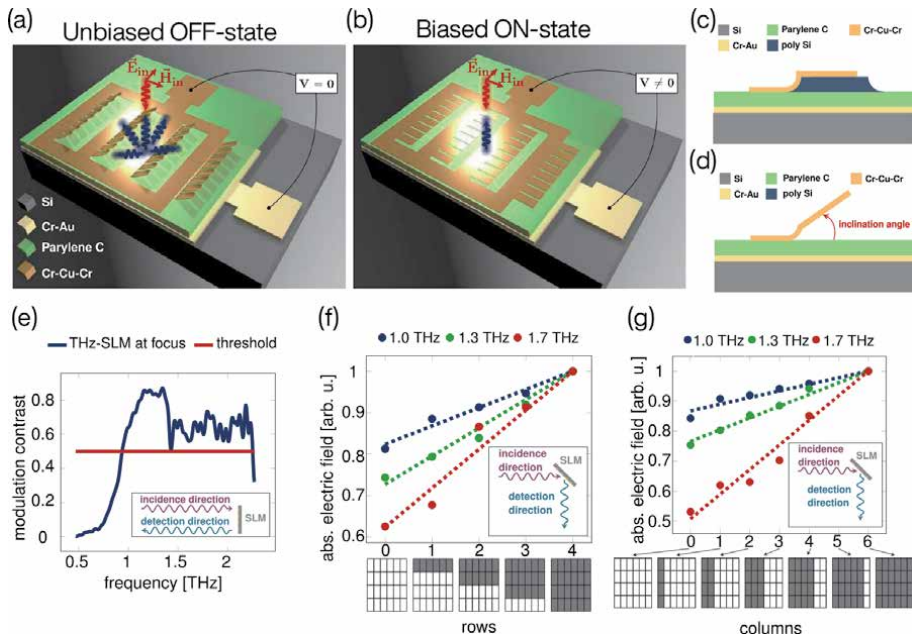 (a) Unbiased OFF-state
E⃗in
H⃗in
V = 0
Si
Cr-Au
Parylene C
Cr-Cu-Cr
(b) Biased ON-state
E⃗in
H⃗in
V ≠ 0
(c)
Si Parylene C Cr-Cu-Cr
Cr-Au poly Si
(d)
Si Parylene C Cr-Cu-Cr
Cr-Au poly Si
inclination angle
(e)
THz-SLM at focus threshold
modulation contrast
0.8
0.6
0.4
0.2
0
0.5 1 1.5 2
frequency [THz]
incidence direction
detection direction
SLM
(f)
1.0 THz 1.3 THz 1.7 THz
abs. electric field [arb. u.]
1
0.9
0.8
0.7
0.6
0 1 2 3 4
rows
incidence
direction
SLM
detection
direction
(g)
1.0 THz 1.3 THz 1.7 THz
abs. electric field [arb. u.]
1
0.9
0.8
0.7
0.6
0.5
0 1 2 3 4 5 6
columns
incidence
direction
SLM
detection
direction